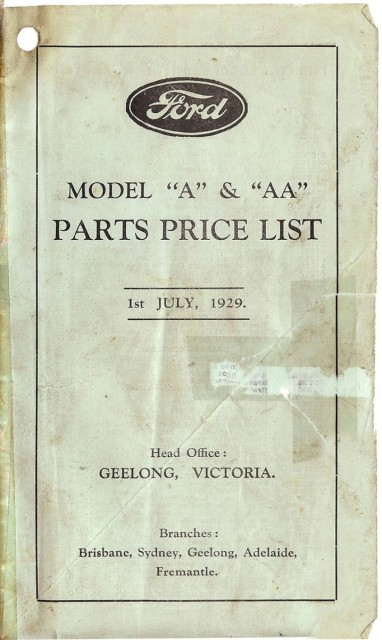 Ford
MODEL "A" & "AA"
PARTS PRICE LIST
1st JULY, 1929.
Head Office :
GEELONG, VICTORIA.
Branches :
Brisbane, Sydney, Geelong, Adelaide,
Fremantle.